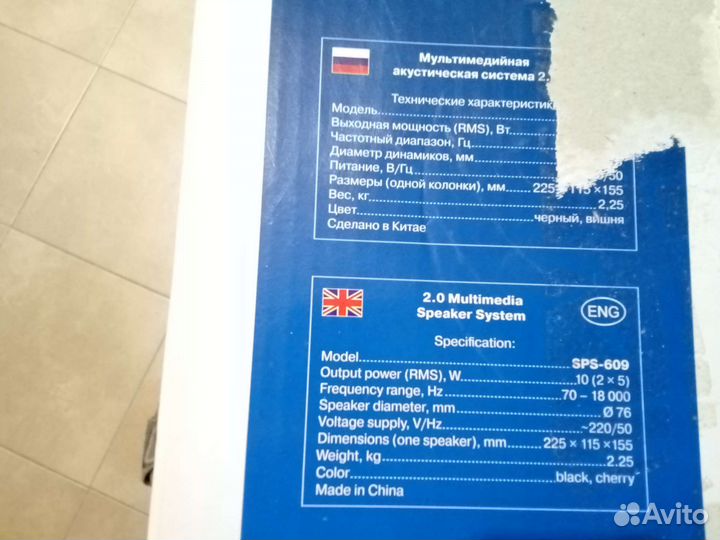 Мультимедийная
акустическая система 2.
Технические характеристик
Модель
Выходная мощность (RMS), Вт
Частотный диапазон, Гц
Диаметр динамиков, мм
Питание, В/Гц /50
Размеры (одной колонки), мм 225 × 115 × 155
Вес, кг 2,25
Цвет черный, вишня
Сделано в Китае
2.0 Multimedia
Speaker System
ENG
Specification:
Model SPS-609
Output power (RMS), W 10 (2 × 5)
Frequency range, Hz 70 – 18 000
Speaker diameter, mm Ø 76
Voltage supply, V/Hz ~220/50
Dimensions (one speaker), mm 225 × 115 × 155
Weight, kg 2.25
Color black, cherry
Made in China
Avito